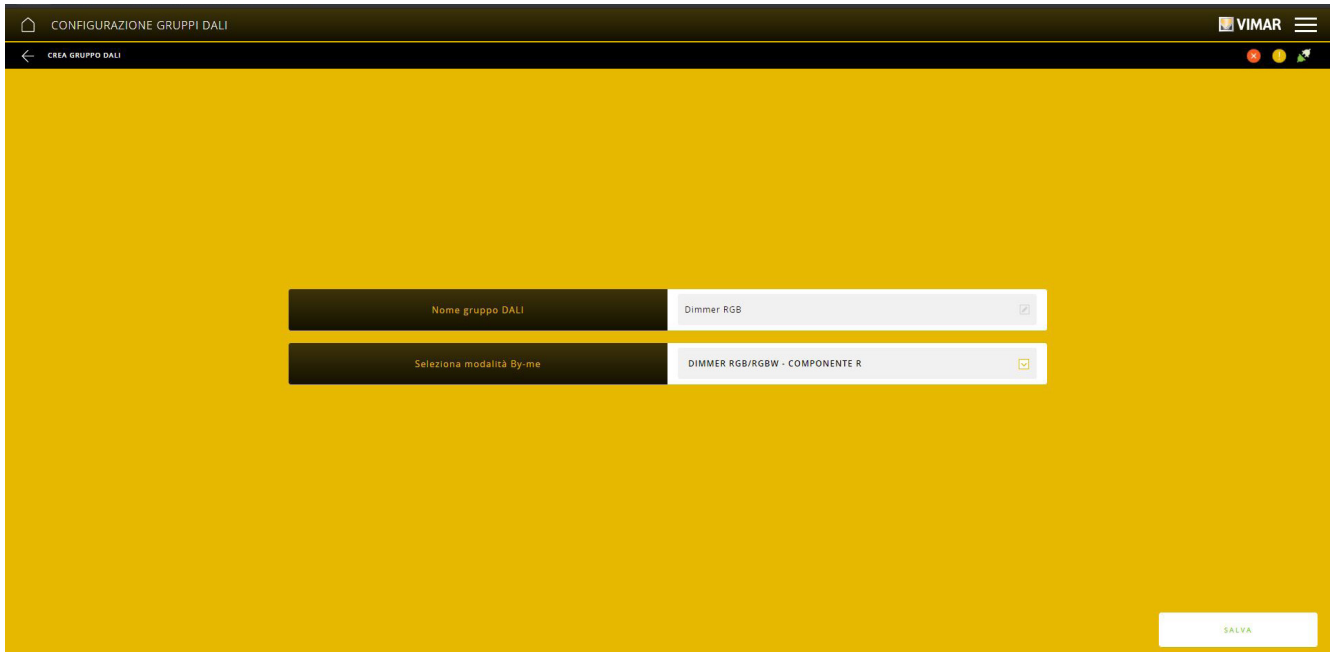 CONFIGURAZIONE GRUPPI DALI
VIMAR
CREA GRUPPO DALI
Nome gruppo DALI
Dimmer RGB
Seleziona modalità By-me
DIMMER RGB/RGBW - COMPONENTE R
SALVA